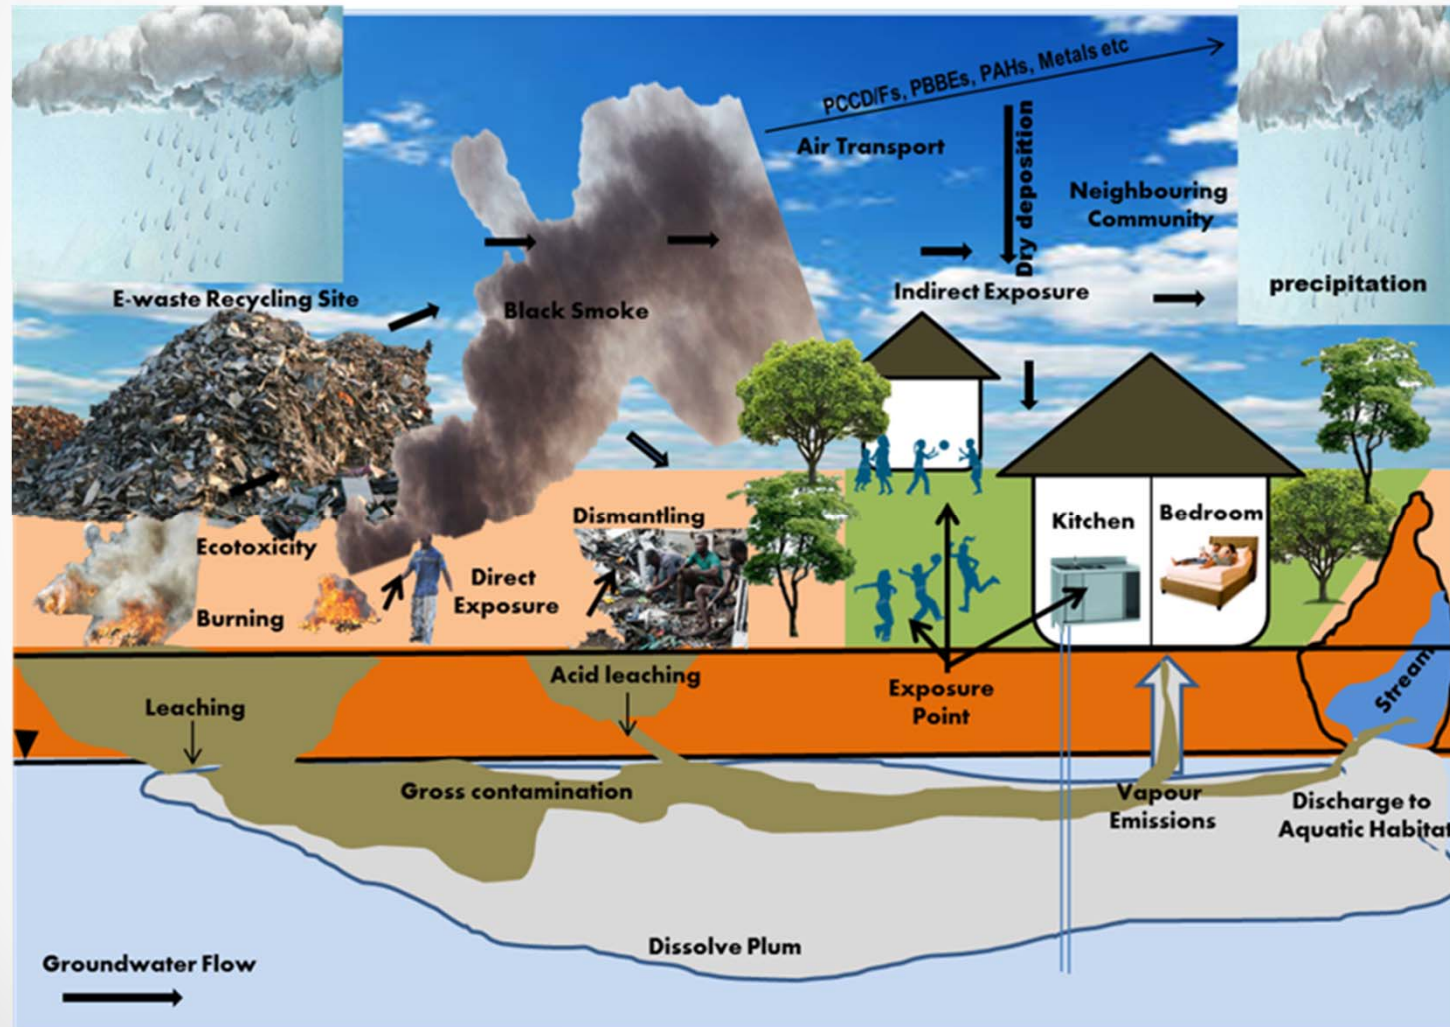 PCCD/Fs, PBBEs, PAHs, Metals etc
Air Transport
Dry deposition
Neighbouring
Community
precipitation
Indirect Exposure
E-waste Recycling Site
Black Smoke
Dismantling
Ecotoxicity
Kitchen
Bedroom
Direct
Exposure
Burning
Acid leaching
Leaching
Exposure
Point
Stream
Gross contamination
Vapour
Emissions
Discharge to
Aquatic Habitat
Dissolve Plum
Groundwater Flow